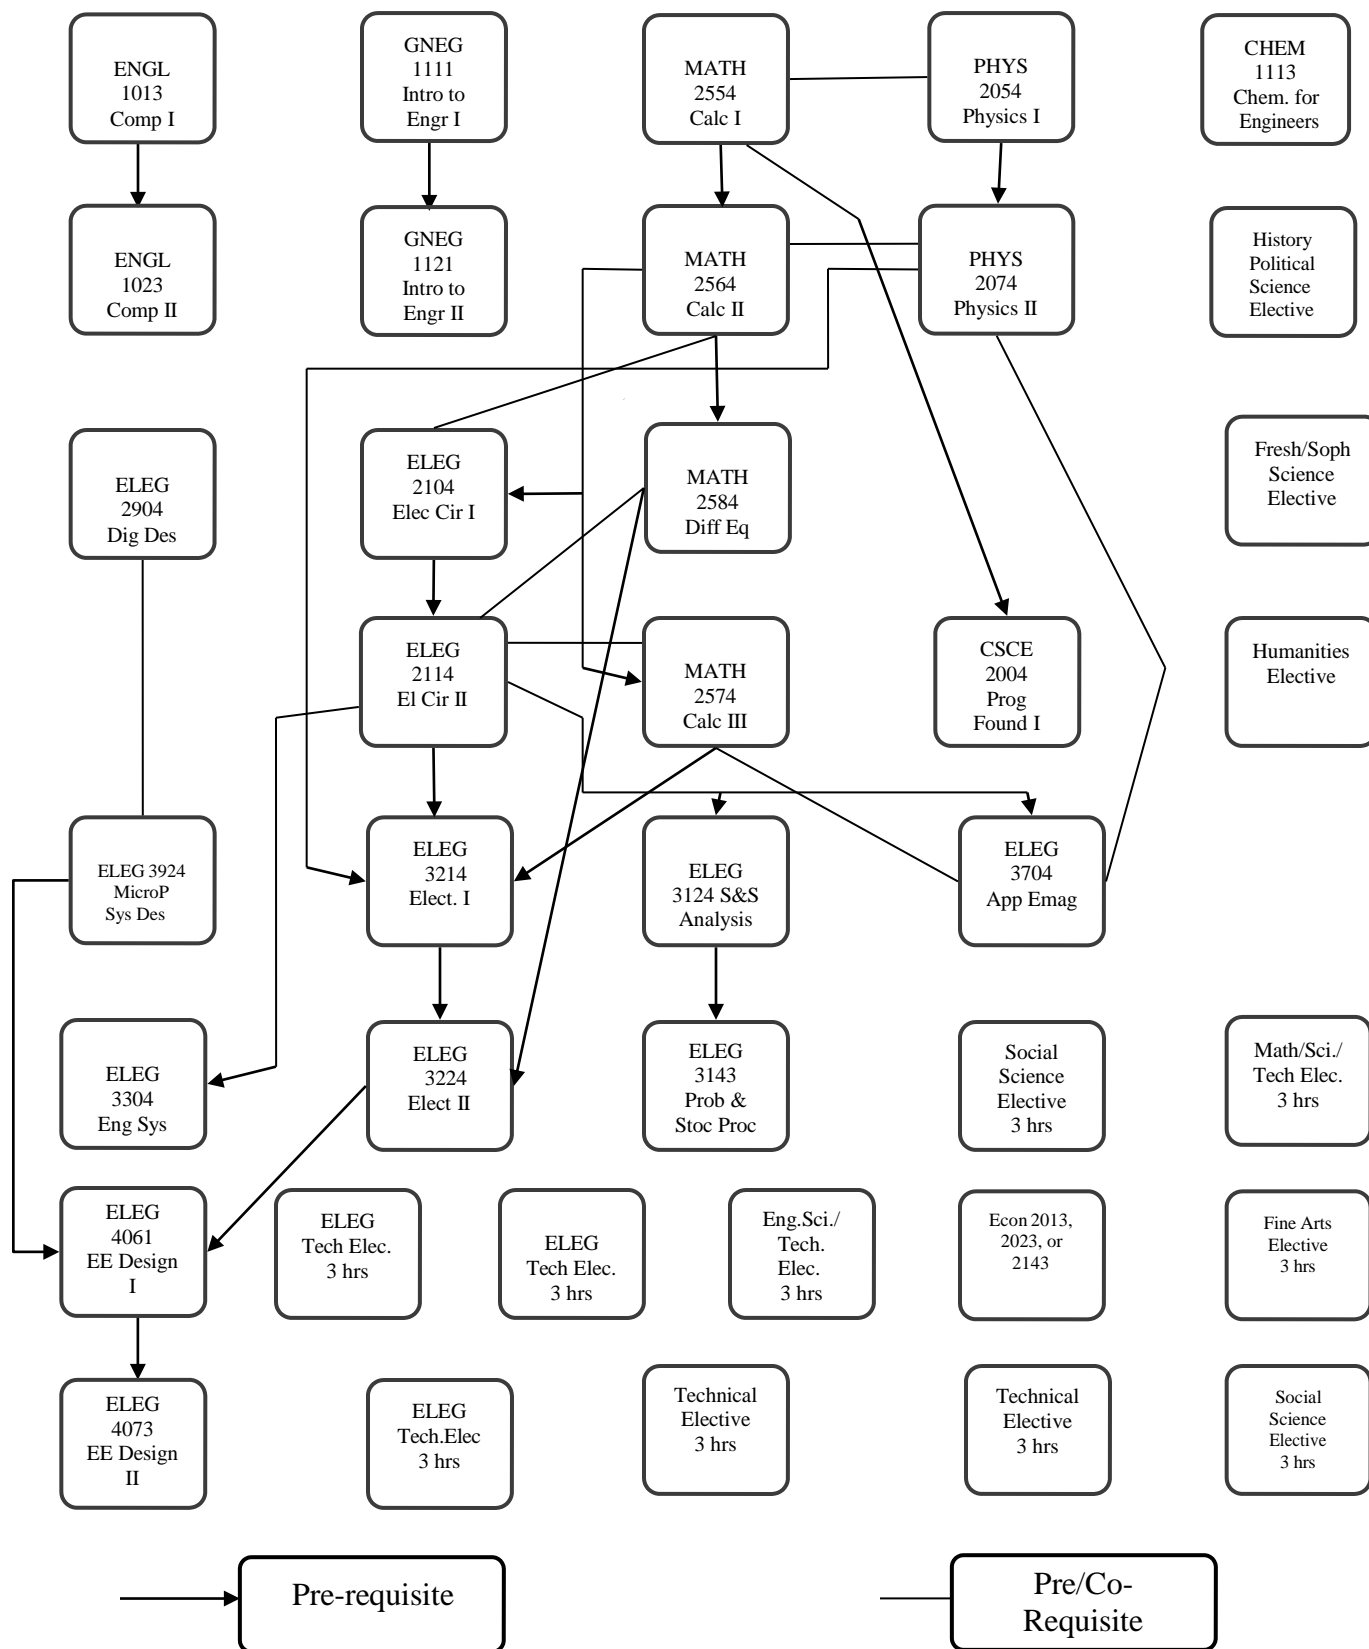 ENGL
1013
Comp I
GNEG
1111
Intro to
Engr I
MATH
2554
Calc I
PHYS
2054
Physics I
CHEM
1113
Chem. for
Engineers
ENGL
1023
Comp II
GNEG
1121
Intro to
Engr II
MATH
2564
Calc II
PHYS
2074
Physics II
History
Political
Science
Elective
ELEG
2904
Dig Des
ELEG
2104
Elec Cir I
MATH
2584
Diff Eq
Fresh/Soph
Science
Elective
ELEG
2114
El Cir II
MATH
2574
Calc III
CSCE
2004
Prog
Found I
Humanities
Elective
ELEG 3924
MicroP
Sys Des
ELEG
3214
Elect. I
ELEG
3124 S&S
Analysis
ELEG
3704
App Emag
ELEG
3304
Eng Sys
ELEG
3224
Elect II
ELEG
3143
Prob &
Stoc Proc
Social
Science
Elective
3 hrs
Math/Sci./
Tech Elec.
3 hrs
ELEG
4061
EE Design
I
ELEG
Tech Elec.
3 hrs
ELEG
Tech Elec.
3 hrs
Eng.Sci./
Tech.
Elec.
3 hrs
Econ 2013,
2023, or
2143
Fine Arts
Elective
3 hrs
ELEG
4073
EE Design
II
ELEG
Tech.Elec
3 hrs
Technical
Elective
3 hrs
Technical
Elective
3 hrs
Social
Science
Elective
3 hrs
Pre-requisite
Pre/Co-
Requisite